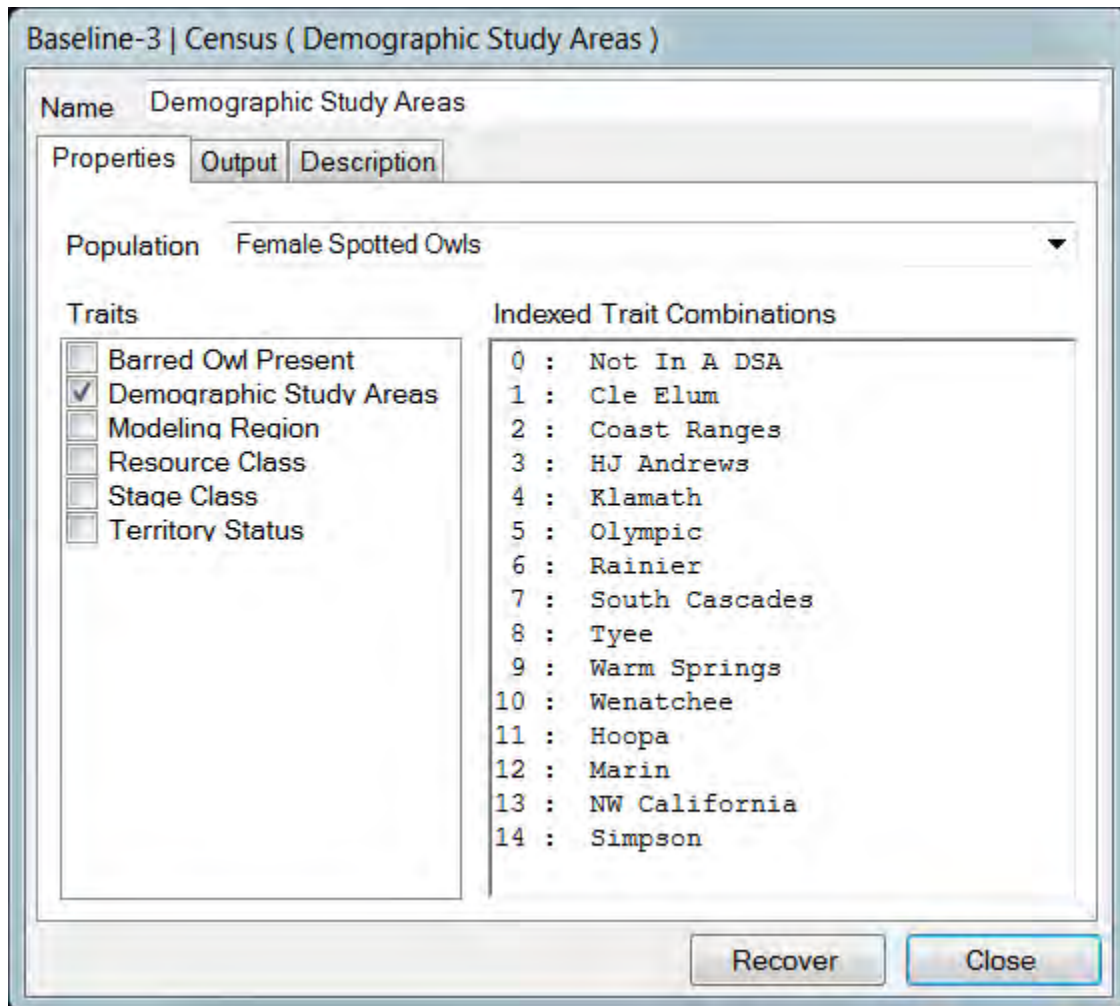 Baseline-3 | Census ( Demographic Study Areas )
Name Demographic Study Areas
Properties Output Description
Population Female Spotted Owls
Traits
Barred Owl Present
Demographic Study Areas
Modeling Region
Resource Class
Stage Class
Territory Status
Indexed Trait Combinations
0 : Not In A DSA
1 : Cle Elum
2 : Coast Ranges
3 : HJ Andrews
4 : Klamath
5 : Olympic
6 : Rainier
7 : South Cascades
8 : Tyee
9 : Warm Springs
10 : Wenatchee
11 : Hoopa
12 : Marin
13 : NW California
14 : Simpson
Recover Close